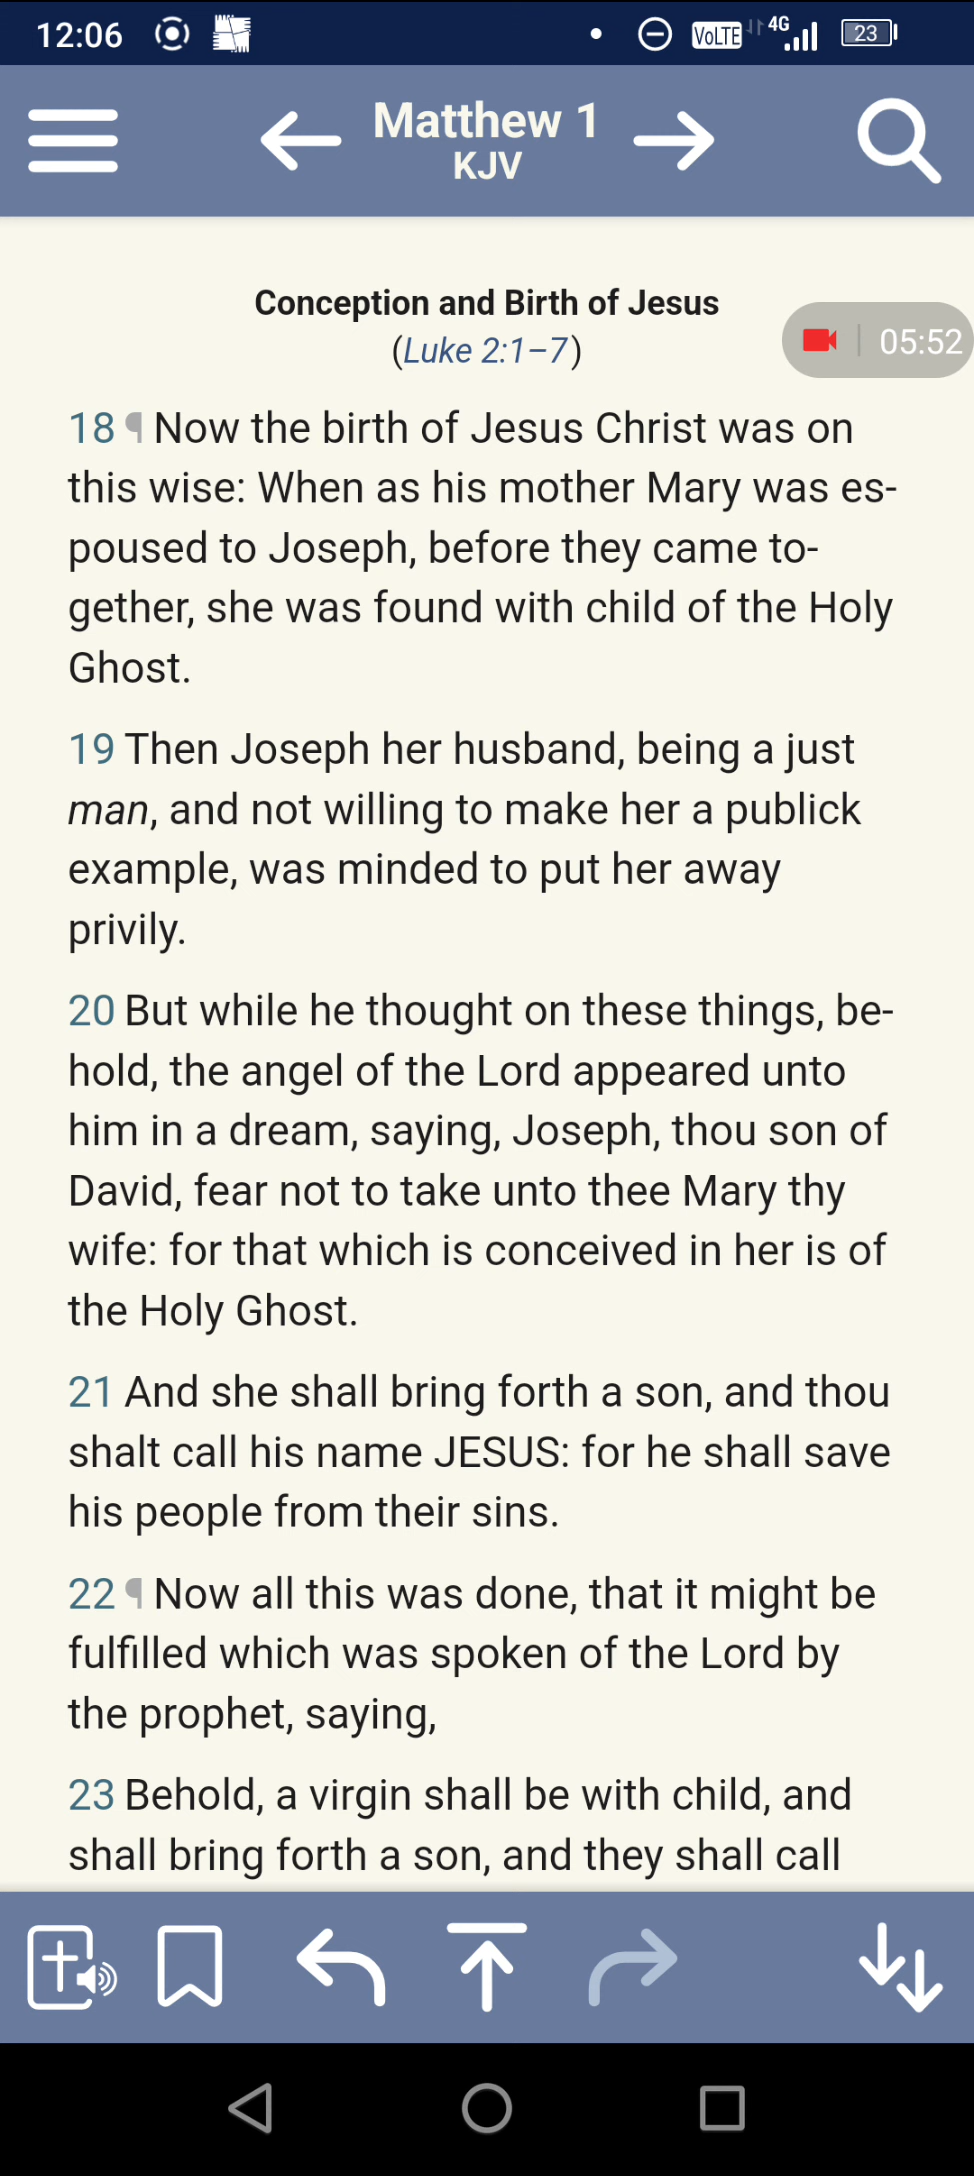 12:06 VoLTE 4G 23
Matthew 1
KJV
Conception and Birth of Jesus
(Luke 2:1–7)
05:52
18 ¶ Now the birth of Jesus Christ was on
this wise: When as his mother Mary was es-
poused to Joseph, before they came to-
gether, she was found with child of the Holy
Ghost.
19 Then Joseph her husband, being a just
man, and not willing to make her a publick
example, was minded to put her away
privily.
20 But while he thought on these things, be-
hold, the angel of the Lord appeared unto
him in a dream, saying, Joseph, thou son of
David, fear not to take unto thee Mary thy
wife: for that which is conceived in her is of
the Holy Ghost.
21 And she shall bring forth a son, and thou
shalt call his name JESUS: for he shall save
his people from their sins.
22 ¶ Now all this was done, that it might be
fulfilled which was spoken of the Lord by
the prophet, saying,
23 Behold, a virgin shall be with child, and
shall bring forth a son, and they shall call